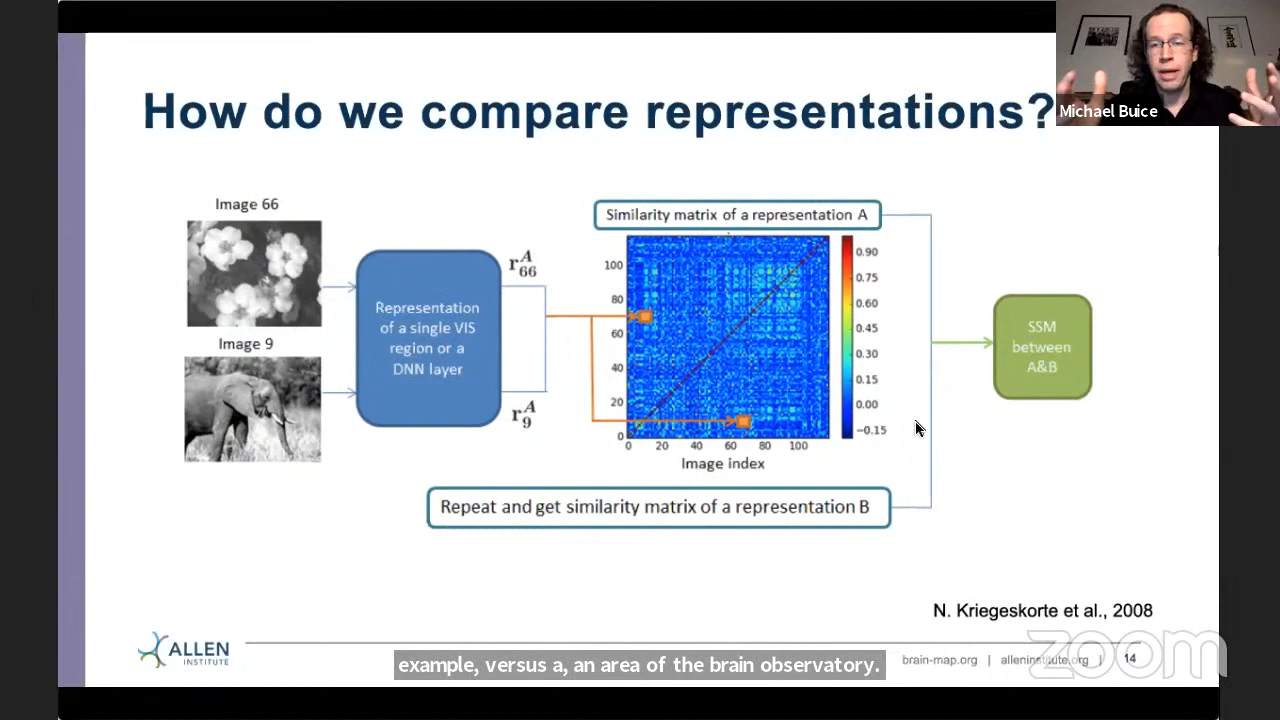 How do we compare representations?
Michael Buice
Image 66
Image 9
Representation
of a single VIS
region or a
DNN layer
r^A_66
r^A_9
Similarity matrix of a representation A
100
80
60
40
20
0
0 20 40 60 80 100
Image index
0.90
0.75
0.60
0.45
0.30
0.15
0.00
−0.15
SSM
between
A&B
Repeat and get similarity matrix of a representation B
N. Kriegeskorte et al., 2008
ALLEN
INSTITUTE
example, versus a, an area of the brain observatory.
brain-map.org | alleninstitute.org | 14
zoom